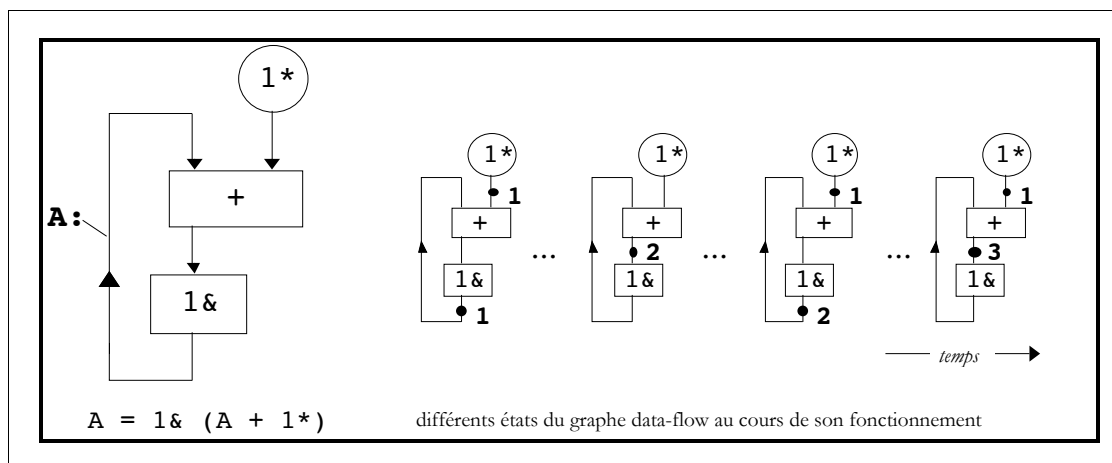 1*
+
A:
1&
A = 1& (A + 1*)
1* 1* 1* 1*
1 1 1
+ + + +
... 2 ... ... 3
1& 1& 1& 1&
1 2
temps
différents états du graphe data-flow au cours de son fonctionnement